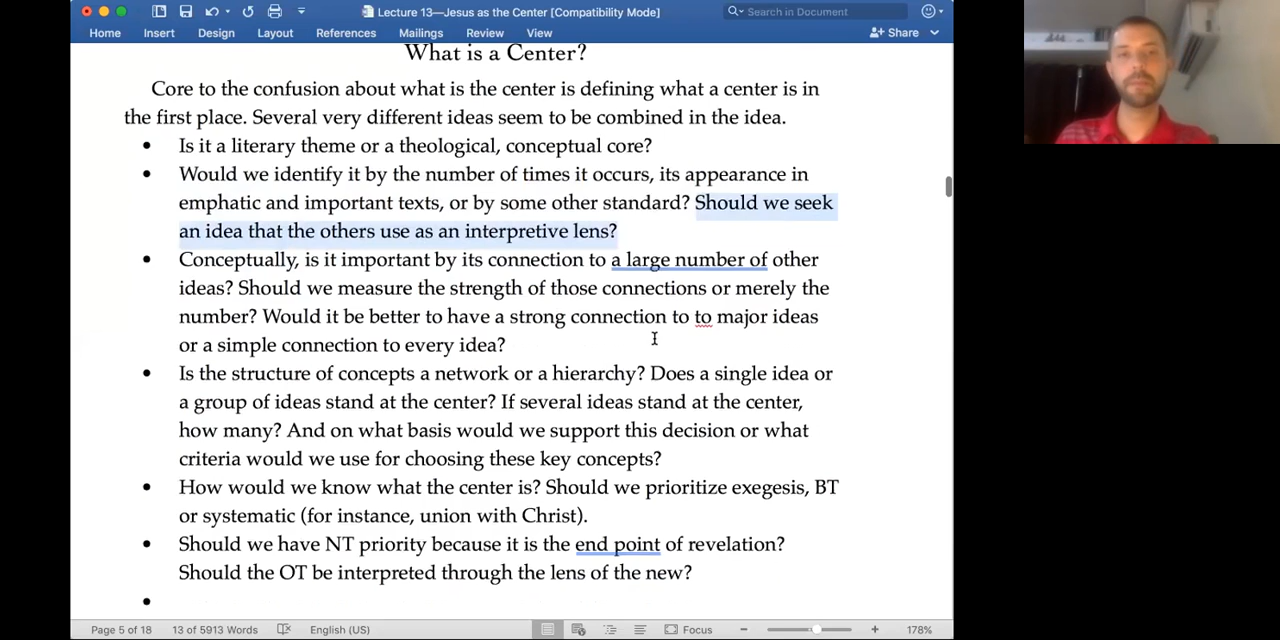 Lecture 13—Jesus as the Center [Compatibility Mode]
Search in Document
Home Insert Design Layout References Mailings Review View Share
What is a Center?
Core to the confusion about what is the center is defining what a center is in
the first place. Several very different ideas seem to be combined in the idea.
• Is it a literary theme or a theological, conceptual core?
• Would we identify it by the number of times it occurs, its appearance in
emphatic and important texts, or by some other standard? Should we seek
an idea that the others use as an interpretive lens?
• Conceptually, is it important by its connection to a large number of other
ideas? Should we measure the strength of those connections or merely the
number? Would it be better to have a strong connection to to major ideas
or a simple connection to every idea?
• Is the structure of concepts a network or a hierarchy? Does a single idea or
a group of ideas stand at the center? If several ideas stand at the center,
how many? And on what basis would we support this decision or what
criteria would we use for choosing these key concepts?
• How would we know what the center is? Should we prioritize exegesis, BT
or systematic (for instance, union with Christ).
• Should we have NT priority because it is the end point of revelation?
Should the OT be interpreted through the lens of the new?
•
Page 5 of 18 13 of 5913 Words English (US) Focus 178%